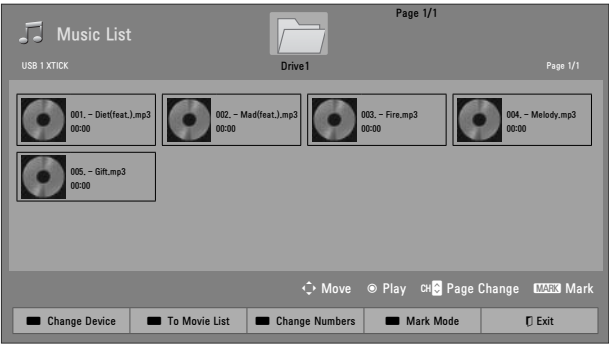 Page 1/1
Music List
USB 1 XTICK
Drive1
Page 1/1
001. - Diet(feat.).mp3
00:00
002. - Mad(feat.).mp3
00:00
003. - Fire.mp3
00:00
004. - Melody.mp3
00:00
005. - Gift.mp3
00:00
Move Play CH Page Change MARK Mark
Change Device To Movie List Change Numbers Mark Mode Exit